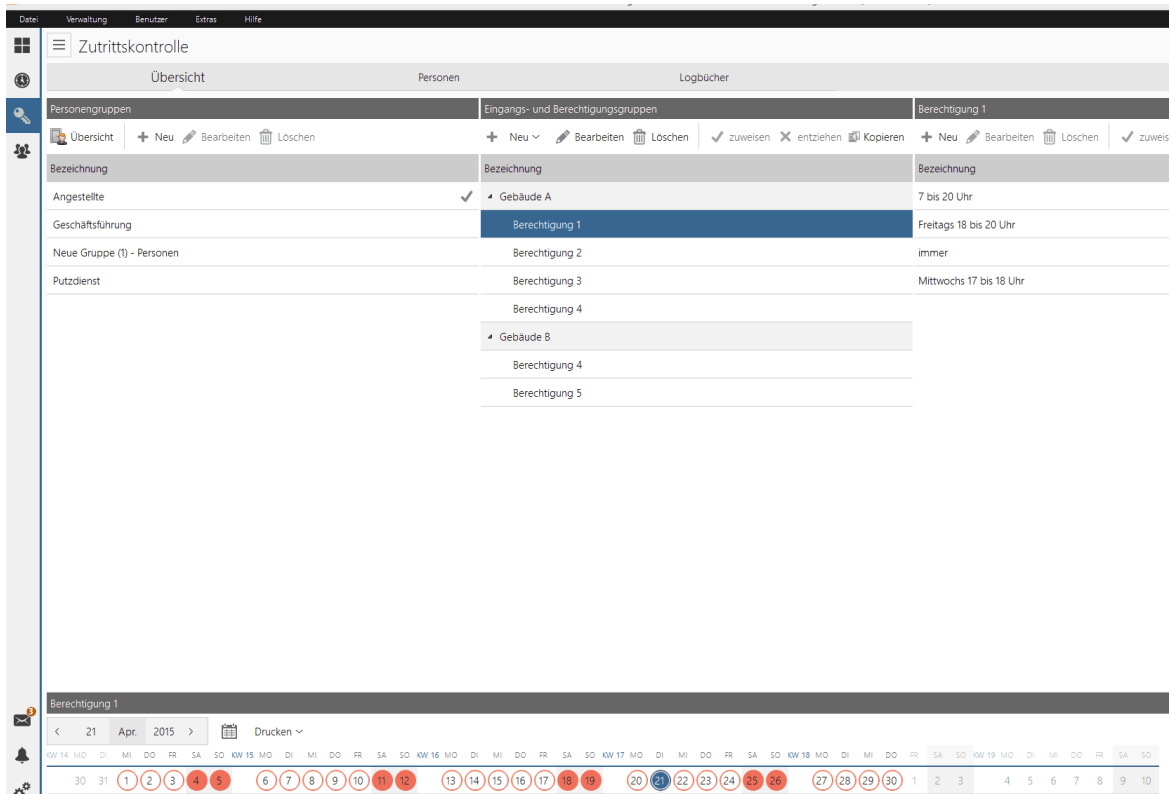 Datei Verwaltung Benutzer Extras Hilfe
Zutrittskontrolle
Übersicht Personen Logbücher
Personengruppen Eingangs- und Berechtigungsgruppen Berechtigung 1
Übersicht Neu Bearbeiten Löschen Neu Bearbeiten Löschen zuweisen entziehen Kopieren Neu Bearbeiten Löschen zuweis
Bezeichnung Bezeichnung Bezeichnung
Angestellte Gebäude A 7 bis 20 Uhr
Geschäftsführung Berechtigung 1 Freitags 18 bis 20 Uhr
Neue Gruppe (1) - Personen Berechtigung 2 immer
Putzdienst Berechtigung 3 Mittwochs 17 bis 18 Uhr
Berechtigung 4
Gebäude B
Berechtigung 4
Berechtigung 5
Berechtigung 1
3
< 21 Apr. 2015 > Drucken
KW 14 MO DI MI DO FR SA SO KW 15 MO DI MI DO FR SA SO KW 16 MO DI MI DO FR SA SO KW 17 MO DI MI DO FR SA SO KW 18 MO DI MI DO FR SA SO KW 19 MO DI MI DO FR SA SO
30 31 1 2 3 4 5 6 7 8 9 10 11 12 13 14 15 16 17 18 19 20 21 22 23 24 25 26 27 28 29 30 1 2 3 4 5 6 7 8 9 10